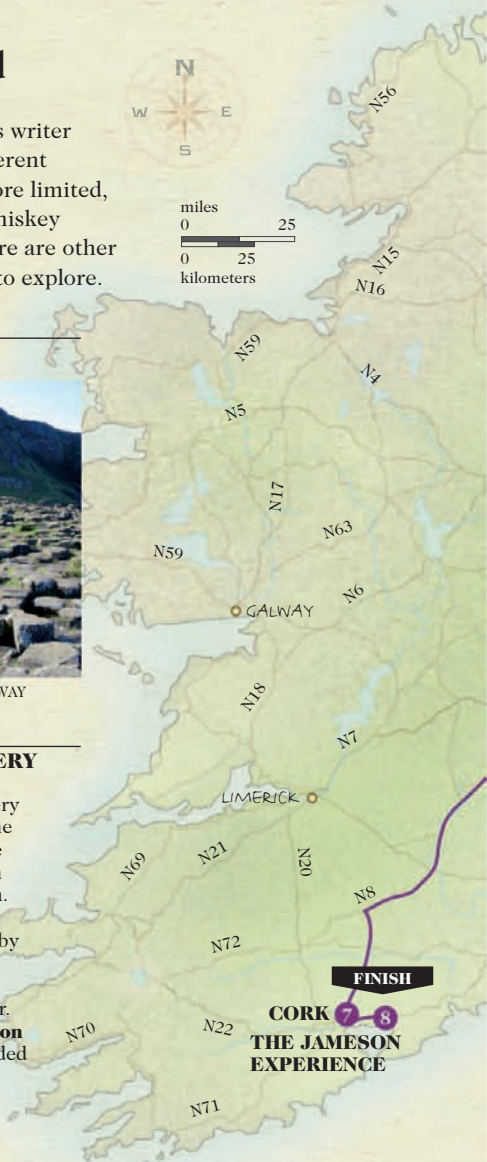 d
s writer
erent
ore limited,
hiskey
re are other
to explore.
N
W E
S
miles
0 25
0 25
kilometers
N56
N15
N16
N59
N4
N5
N17
N63
N59
N6
GALWAY
WAY
N18
N7
ERY
LIMERICK
ery
he
e
n
n.
N69
N21
N20
N8
by
N72
FINISH
r.
on
ded
CORK 7 8
THE JAMESON
EXPERIENCE
N70
N22
N71